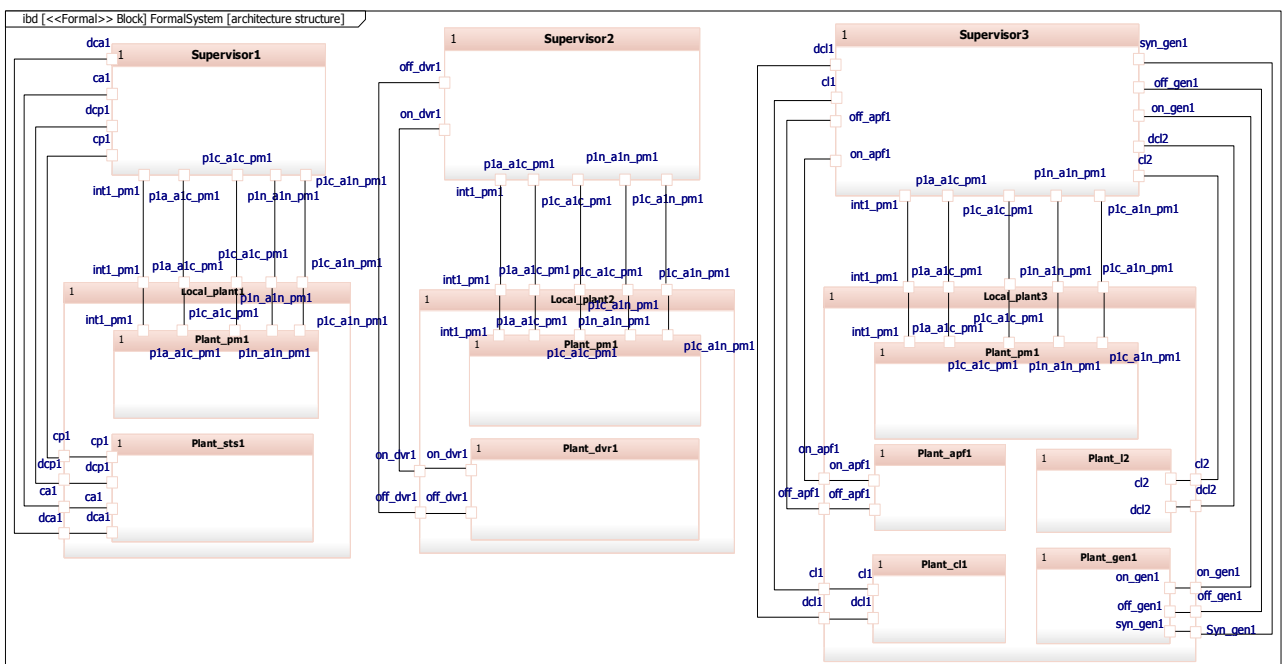 ibd [<<Formal>> Block] FormalSystem [architecture structure]
1
Supervisor1
dca1
ca1
dcp1
cp1
p1c_a1c_pm1
p1c_a1n_pm1
int1_pm1
p1a_a1c_pm1
p1n_a1n_pm1
int1_pm1
p1a_a1c_pm1
p1c_a1c_pm1
p1c_a1n_pm1
1
Local_plant1
p1n_a1n_pm1
int1_pm1
p1c_a1c_pm1
p1c_a1n_pm1
1
Plant_pm1
p1a_a1c_pm1
p1n_a1n_pm1
1
Plant_sts1
cp1
cp1
dcp1
dcp1
ca1
ca1
dca1
dca1
1
Supervisor2
off_dvr1
on_dvr1
p1a_a1c_pm1
p1n_a1n_pm1
int1_pm1
p1c_a1c_pm1
p1c_a1n_pm1
int1_pm1
p1a_a1c_pm1
p1c_a1c_pm1
p1c_a1n_pm1
1
Local_plant2
p1c_a1n_pm1
int1_pm1
p1a_a1c_pm1
p1n_a1n_pm1
1
Plant_pm1
p1c_a1c_pm1
p1c_a1n_pm1
1
Plant_dvr1
on_dvr1
on_dvr1
off_dvr1
off_dvr1
1
Supervisor3
dcl1
cl1
off_apf1
on_apf1
syn_gen1
off_gen1
on_gen1
dcl2
cl2
p1a_a1c_pm1
p1n_a1n_pm1
int1_pm1
p1c_a1c_pm1
p1c_a1n_pm1
int1_pm1
p1a_a1c_pm1
p1n_a1n_pm1
p1c_a1n_pm1
1
Local_plant3
p1c_a1c_pm1
int1_pm1
p1a_a1c_pm1
1
Plant_pm1
p1c_a1c_pm1
p1n_a1n_pm1
p1c_a1n_pm1
1
Plant_apf1
on_apf1
on_apf1
off_apf1
off_apf1
1
Plant_l2
cl2
cl2
dcl2
dcl2
1
Plant_cl1
cl1
cl1
dcl1
dcl1
1
Plant_gen1
on_gen1
on_gen1
off_gen1
off_gen1
syn_gen1
Syn_gen1